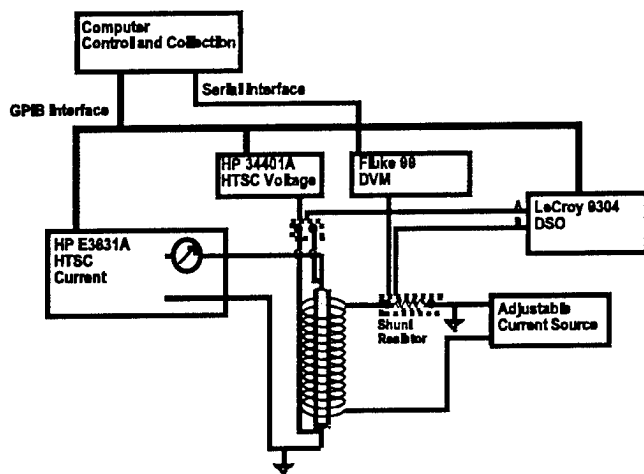 Computer
Control and Collection
Serial Interface
GPIB Interface
HP 34401A
HTSC Voltage
Fluke 99
DVM
A
B
LeCroy 9304
DSO
HP E3631A
HTSC
Current
Shunt
Resistor
Adjustable
Current Source